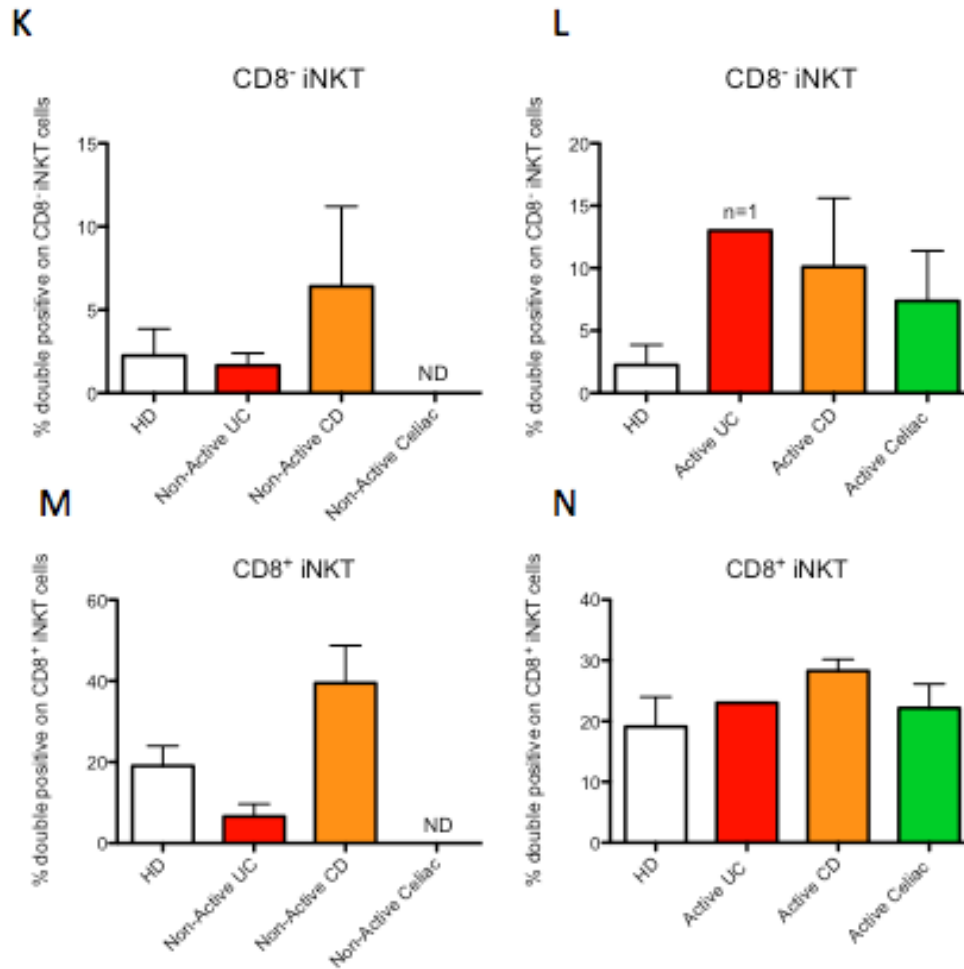 K
CD8⁻ iNKT
% double positive on CD8⁻ iNKT cells
15
10
5
0
ND
HD
Non-Active UC
Non-Active CD
Non-Active Celiac
L
CD8⁻ iNKT
% double positive on CD8⁻ iNKT cells
20
15
10
5
0
n=1
HD
Active UC
Active CD
Active Celiac
M
CD8⁺ iNKT
% double positive on CD8⁺ iNKT cells
60
40
20
0
ND
HD
Non-Active UC
Non-Active CD
Non-Active Celiac
N
CD8⁺ iNKT
% double positive on CD8⁺ iNKT cells
40
30
20
10
0
HD
Active UC
Active CD
Active Celiac